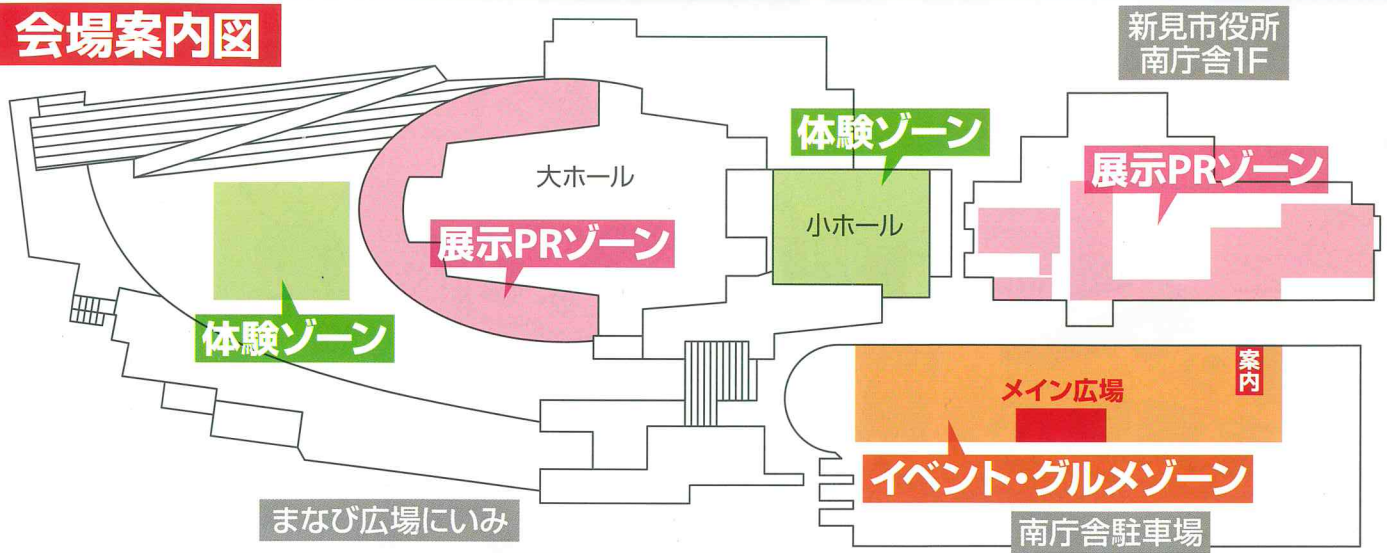 会場案内図
新見市役所
南庁舎1F
体験ゾーン
展示PRゾーン
大ホール
小ホール
展示PRゾーン
体験ゾーン
案内
メイン広場
イベント・グルメゾーン
まなび広場にいみ
南庁舎駐車場